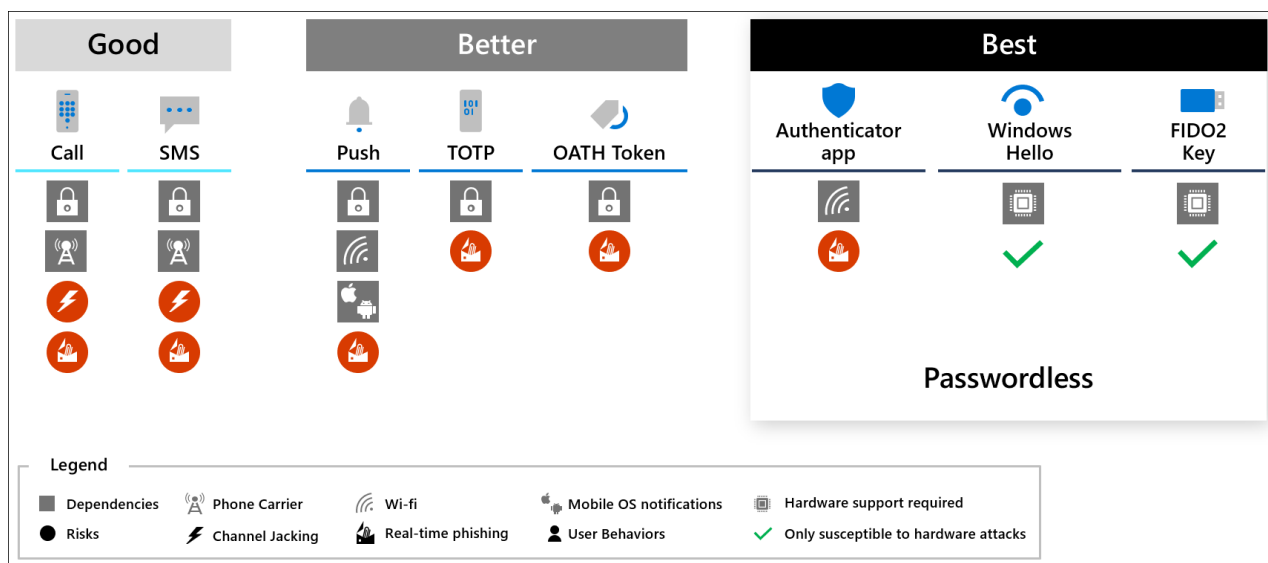 Good
Better
Best
Call
SMS
Push
TOTP
OATH Token
Authenticator
app
Windows
Hello
FIDO2
Key
101
01
Passwordless
Legend
Dependencies
Phone Carrier
Wi-fi
Mobile OS notifications
Hardware support required
Risks
Channel Jacking
Real-time phishing
User Behaviors
Only susceptible to hardware attacks